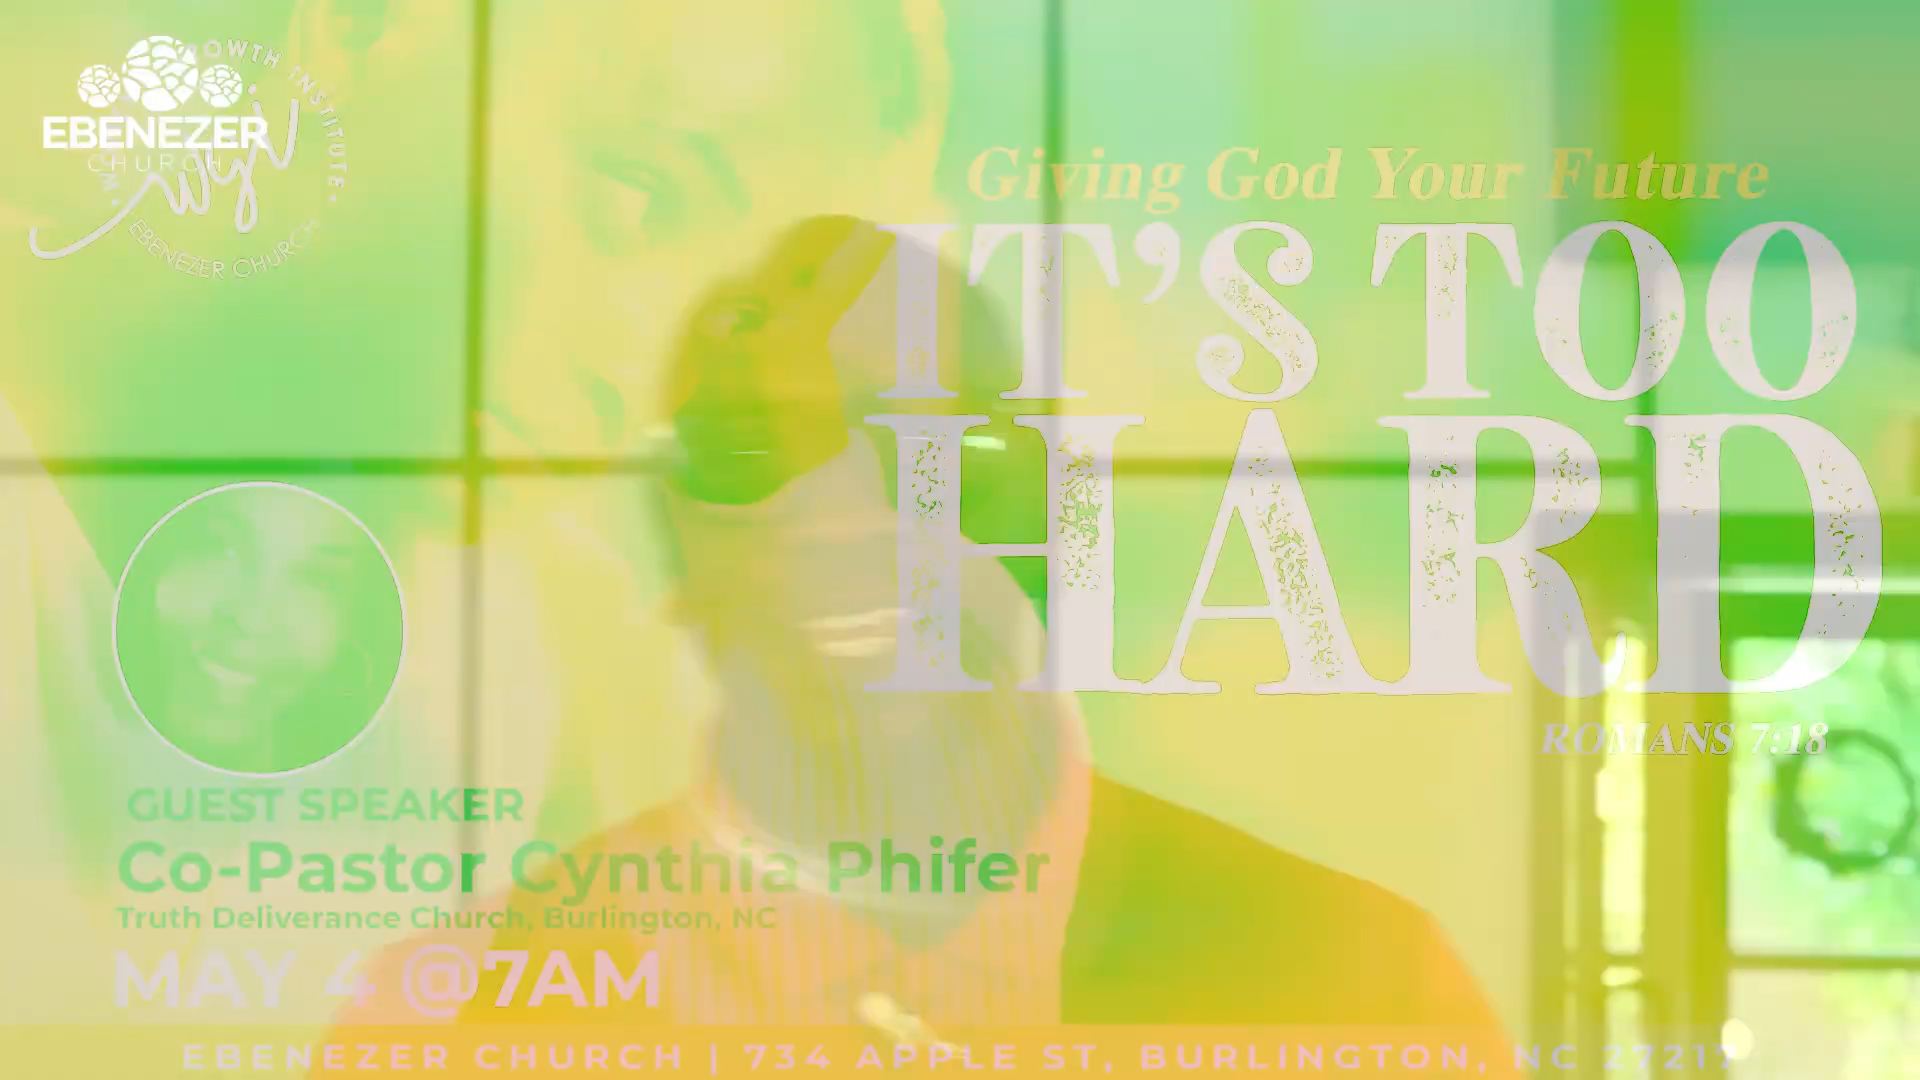 EBENEZER
CHURCH
GROWTH INSTITUTE
wgi
EBENEZER CHURCH
Giving God Your Future
IT'S TOO
HARD
ROMANS 7:18
GUEST SPEAKER
Co-Pastor Cynthia Phifer
Truth Deliverance Church, Burlington, NC
MAY 4 @7AM
EBENEZER CHURCH | 734 APPLE ST, BURLINGTON, NC 27217